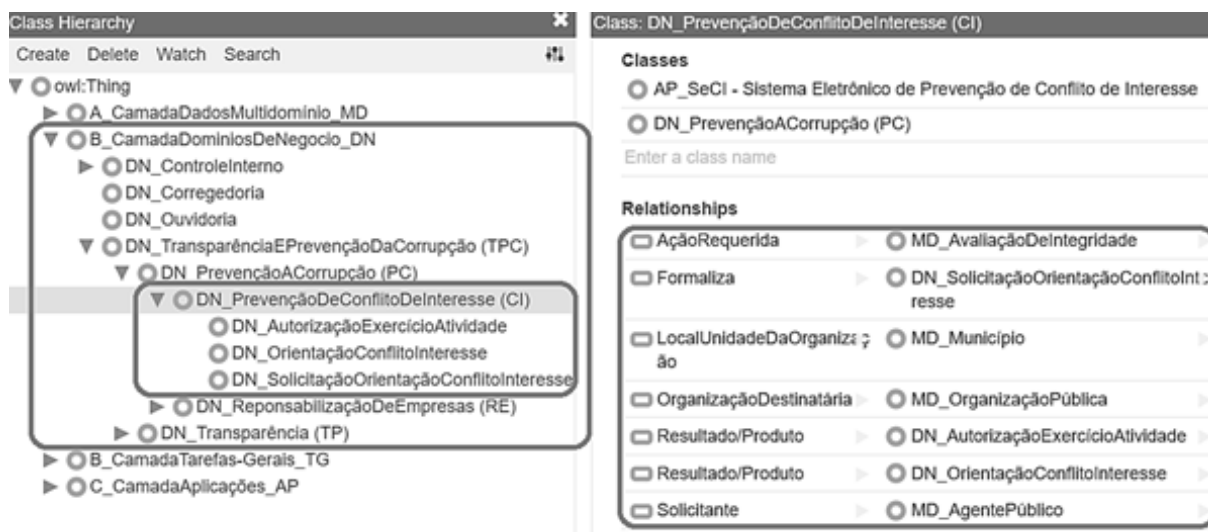 Class Hierarchy
Create Delete Watch Search
owl:Thing
A_CamadaDadosMultidomínio_MD
B_CamadaDominiosDeNegocio_DN
DN_ControleInterno
DN_Corregedoria
DN_Ouvidoria
DN_TransparênciaEPrevençãoDaCorrupção (TPC)
DN_PrevençãoACorrupção (PC)
DN_PrevençãoDeConflitoDeInteresse (CI)
DN_AutorizaçãoExercícioAtividade
DN_OrientaçãoConflitoInteresse
DN_SolicitaçãoOrientaçãoConflitoInteresse
DN_ReponsabilizaçãoDeEmpresas (RE)
DN_Transparência (TP)
B_CamadaTarefas-Gerais_TG
C_CamadaAplicações_AP
Class: DN_PrevençãoDeConflitoDeInteresse (CI)
Classes
AP_SeCI - Sistema Eletrônico de Prevenção de Conflito de Interesse
DN_PrevençãoACorrupção (PC)
Enter a class name
Relationships
AçãoRequerida MD_AvaliaçãoDeIntegridade
Formaliza DN_SolicitaçãoOrientaçãoConflitoInt
resse
LocalUnidadeDaOrganiza MD_Município
ão
OrganizaçãoDestinatária MD_OrganizaçãoPública
Resultado/Produto DN_AutorizaçãoExercícioAtividade
Resultado/Produto DN_OrientaçãoConflitoInteresse
Solicitante MD_AgentePúblico